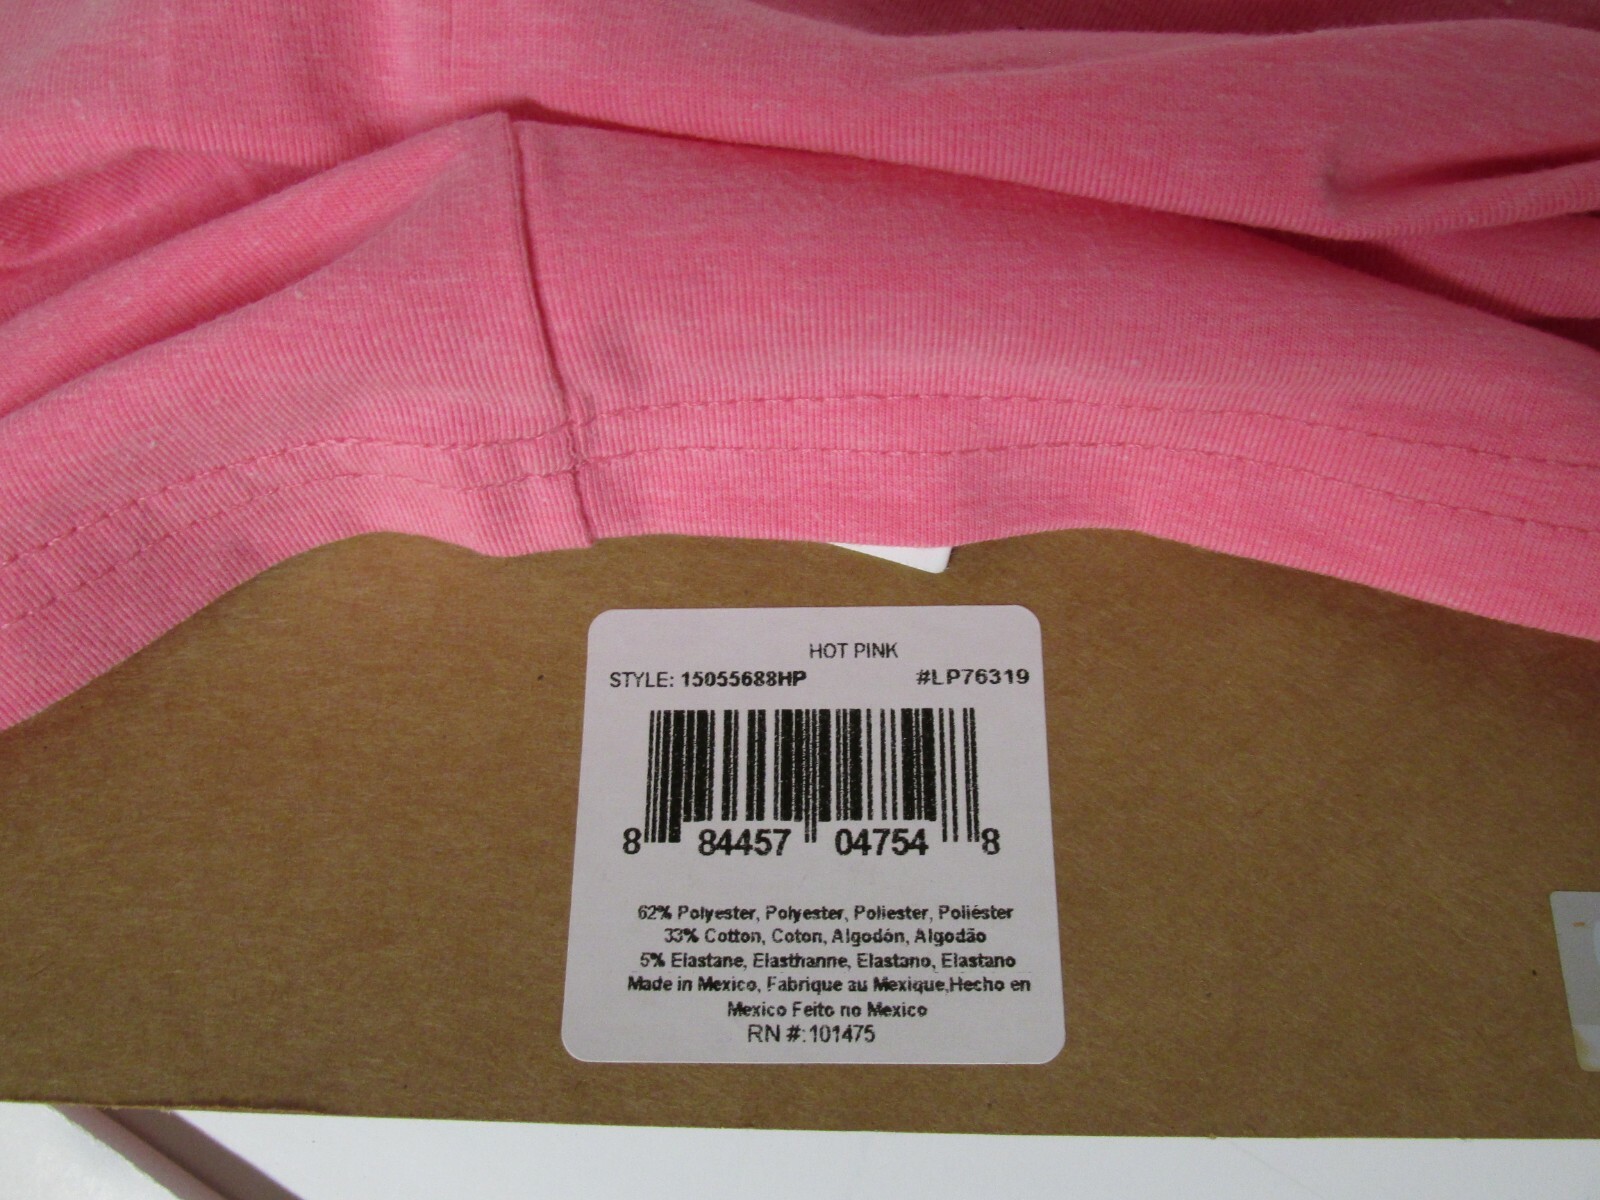 HOT PINK
STYLE: 15055688HP #LP76319
8 84457 04754 8
62% Polyester, Polyester, Poliester, Poliéster
33% Cotton, Coton, Algodón, Algodão
5% Elastane, Elasthanne, Elastano, Elastano
Made in Mexico, Fabrique au Mexique,Hecho en
Mexico Feito no Mexico
RN #:101475